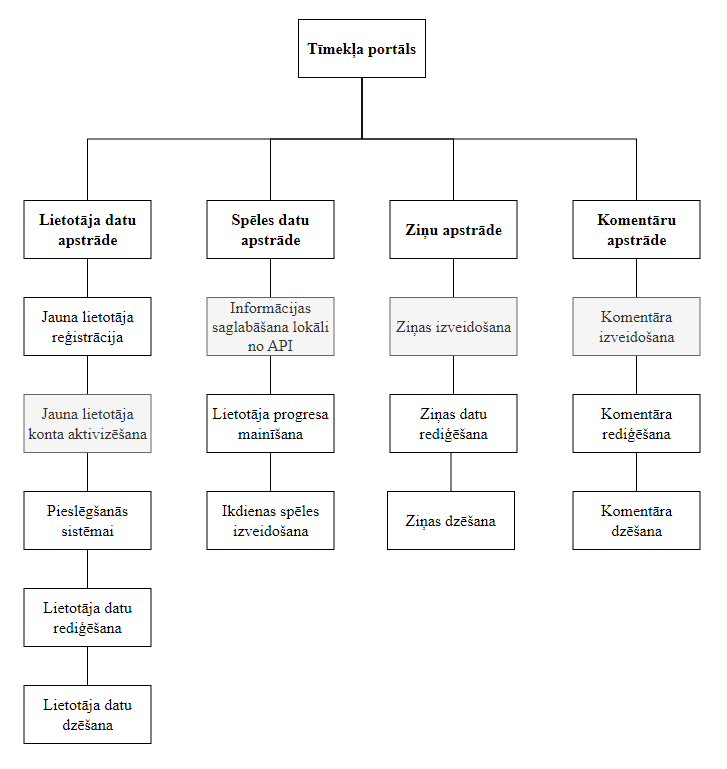 Tīmekļa portāls
Lietotāja datu
apstrāde
Jauna lietotāja
reģistrācija
Jauna lietotāja
konta aktivizēšana
Pieslēgšanās
sistēmai
Lietotāja datu
rediģēšana
Lietotāja datu
dzēšana
Spēles datu
apstrāde
Informācijas
saglabāšana lokāli
no API
Lietotāja progresa
mainīšana
Ikdienas spēles
izveidošana
Ziņu apstrāde
Ziņas izveidošana
Ziņas datu
rediģēšana
Ziņas dzēšana
Komentāru
apstrāde
Komentāra
izveidošana
Komentāra
rediģēšana
Komentāra
dzēšana